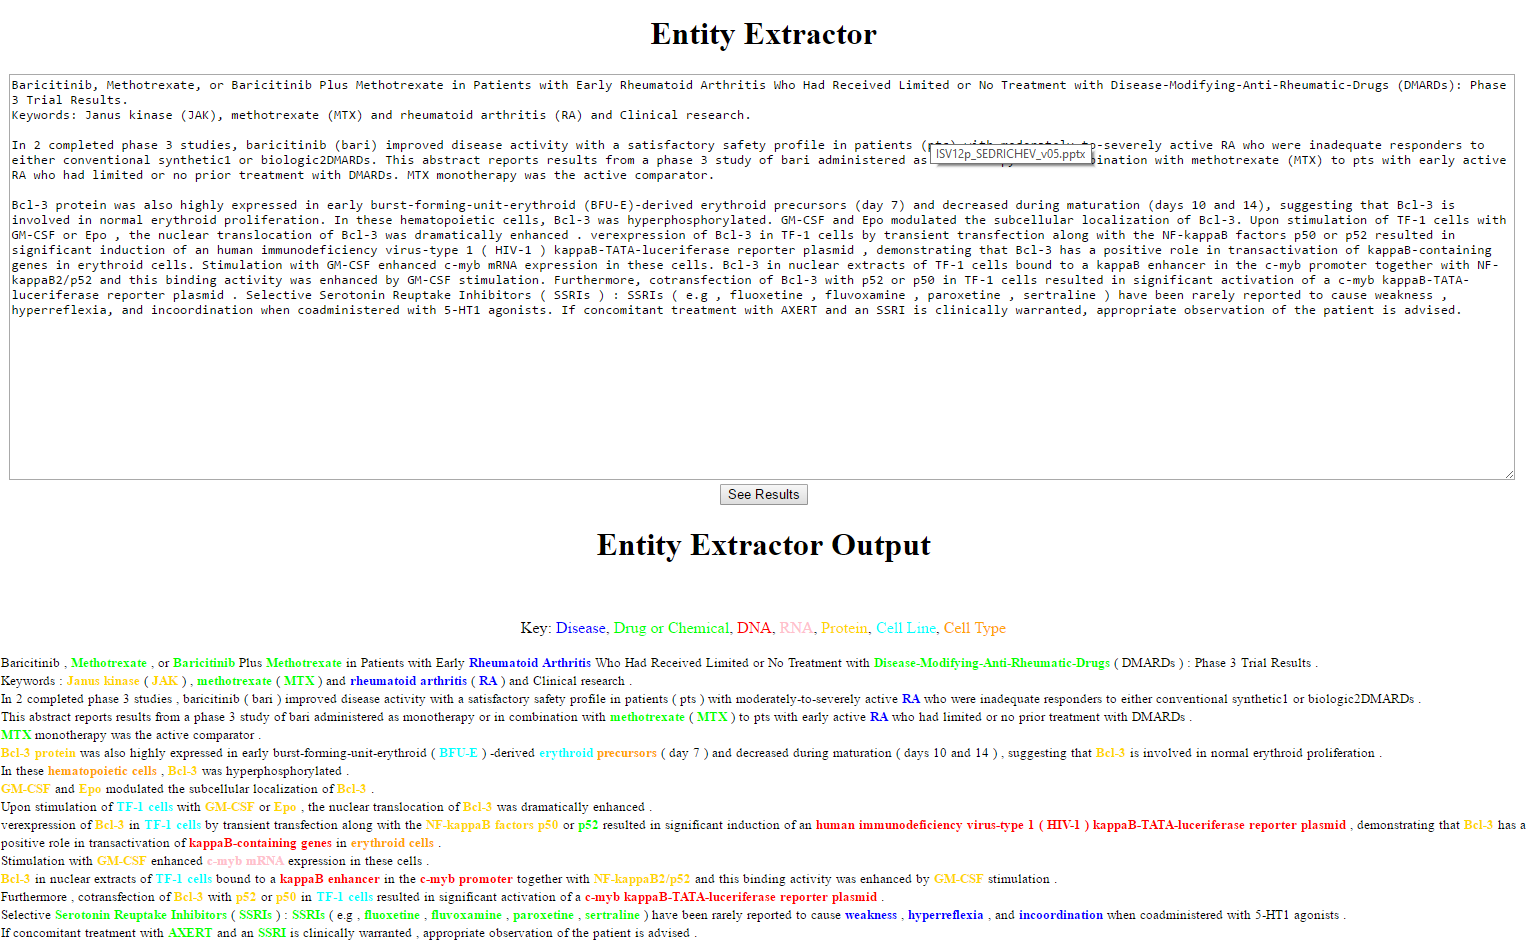 Entity Extractor
Baricitinib, Methotrexate, or Baricitinib Plus Methotrexate in Patients with Early Rheumatoid Arthritis Who Had Received Limited or No Treatment with Disease-Modifying-Anti-Rheumatic-Drugs (DMARDs): Phase
3 Trial Results.
Keywords: Janus kinase (JAK), methotrexate (MTX) and rheumatoid arthritis (RA) and Clinical research.
In 2 completed phase 3 studies, baricitinib (bari) improved disease activity with a satisfactory safety profile in patients (pts) with moderately-to-severely active RA who were inadequate responders to
either conventional synthetic1 or biologic2DMARDs. This abstract reports results from a phase 3 study of bari administered as combination with methotrexate (MTX) to pts with early active
ISV12p_SEDRICHEV_v05.pptx
RA who had limited or no prior treatment with DMARDs. MTX monotherapy was the active comparator.
Bcl-3 protein was also highly expressed in early burst-forming-unit-erythroid (BFU-E)-derived erythroid precursors (day 7) and decreased during maturation (days 10 and 14), suggesting that Bcl-3 is
involved in normal erythroid proliferation. In these hematopoietic cells, Bcl-3 was hyperphosphorylated. GM-CSF and Epo modulated the subcellular localization of Bcl-3. Upon stimulation of TF-1 cells with
GM-CSF or Epo , the nuclear translocation of Bcl-3 was dramatically enhanced . verexpression of Bcl-3 in TF-1 cells by transient transfection along with the NF-kappaB factors p50 or p52 resulted in
significant induction of an human immunodeficiency virus-type 1 ( HIV-1 ) kappaB-TATA-luciferase reporter plasmid , demonstrating that Bcl-3 has a positive role in transactivation of kappaB-containing
genes in erythroid cells. Stimulation with GM-CSF enhanced c-myb mRNA expression in these cells. Bcl-3 in nuclear extracts of TF-1 cells bound to a kappaB enhancer in the c-myb promoter together with NF-
kappaB2/p52 and this binding activity was enhanced by GM-CSF stimulation. Furthermore, cotransfection of Bcl-3 with p52 or p50 in TF-1 cells resulted in significant activation of a c-myb kappaB-TATA-
luciferase reporter plasmid . Selective Serotonin Reuptake Inhibitors ( SSRIs ) : SSRIs ( e.g , fluoxetine , fluvoxamine , paroxetine , sertraline ) have been rarely reported to cause weakness ,
hyperreflexia, and incoordination when coadministered with 5-HT1 agonists. If concomitant treatment with AXERT and an SSRI is clinically warranted, appropriate observation of the patient is advised.
See Results
Entity Extractor Output
Key: Disease, Drug or Chemical, DNA, RNA, Protein, Cell Line, Cell Type
Baricitinib , Methotrexate , or Baricitinib Plus Methotrexate in Patients with Early Rheumatoid Arthritis Who Had Received Limited or No Treatment with Disease-Modifying-Anti-Rheumatic-Drugs ( DMARDs ) : Phase 3 Trial Results .
Keywords : Janus kinase ( JAK ) , methotrexate ( MTX ) and rheumatoid arthritis ( RA ) and Clinical research .
In 2 completed phase 3 studies , baricitinib ( bari ) improved disease activity with a satisfactory safety profile in patients ( pts ) with moderately-to-severely active RA who were inadequate responders to either conventional synthetic1 or biologic2DMARDs .
This abstract reports results from a phase 3 study of bari administered as monotherapy or in combination with methotrexate ( MTX ) to pts with early active RA who had limited or no prior treatment with DMARDs .
MTX monotherapy was the active comparator .
Bcl-3 protein was also highly expressed in early burst-forming-unit-erythroid ( BFU-E ) -derived erythroid precursors ( day 7 ) and decreased during maturation ( days 10 and 14 ) , suggesting that Bcl-3 is involved in normal erythroid proliferation .
In these hematopoietic cells , Bcl-3 was hyperphosphorylated .
GM-CSF and Epo modulated the subcellular localization of Bcl-3 .
Upon stimulation of TF-1 cells with GM-CSF or Epo , the nuclear translocation of Bcl-3 was dramatically enhanced .
verexpression of Bcl-3 in TF-1 cells by transient transfection along with the NF-kappaB factors p50 or p52 resulted in significant induction of an human immunodeficiency virus-type 1 ( HIV-1 ) kappaB-TATA-luciferase reporter plasmid , demonstrating that Bcl-3 has a
positive role in transactivation of kappaB-containing genes in erythroid cells .
Stimulation with GM-CSF enhanced c-myb mRNA expression in these cells .
Bcl-3 in nuclear extracts of TF-1 cells bound to a kappaB enhancer in the c-myb promoter together with NF-kappaB2/p52 and this binding activity was enhanced by GM-CSF stimulation .
Furthermore , cotransfection of Bcl-3 with p52 or p50 in TF-1 cells resulted in significant activation of a c-myb kappaB-TATA-luciferase reporter plasmid .
Selective Serotonin Reuptake Inhibitors ( SSRIs ) : SSRIs ( e.g , fluoxetine , fluvoxamine , paroxetine , sertraline ) have been rarely reported to cause weakness , hyperreflexia , and incoordination when coadministered with 5-HT1 agonists .
If concomitant treatment with AXERT and an SSRI is clinically warranted , appropriate observation of the patient is advised .